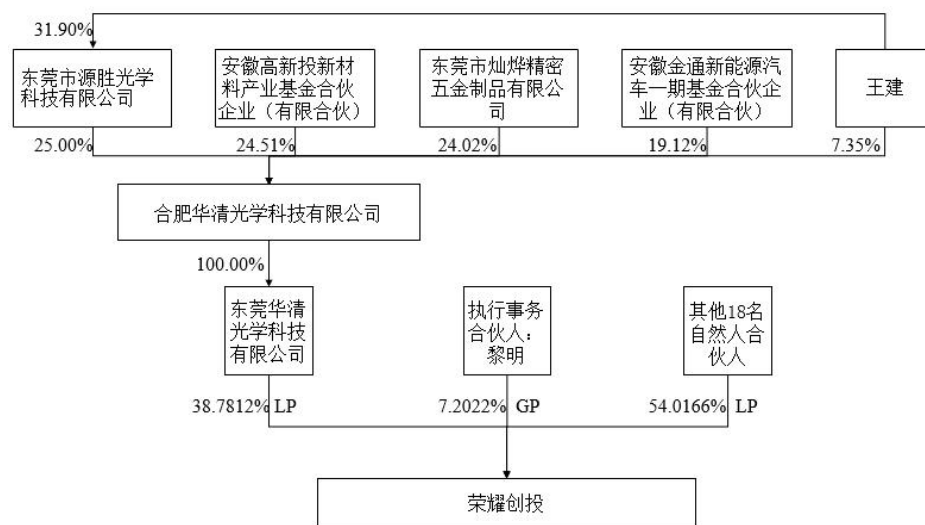 31.90%
东莞市源胜光学
科技有限公司
安徽高新投新材
料产业基金合伙
企业（有限合伙）
东莞市灿烨精密
五金制品有限公
司
安徽金通新能源汽
车一期基金合伙企
业（有限合伙）
王建
25.00%
24.51%
24.02%
19.12%
7.35%
合肥华清光学科技有限公司
100.00%
东莞华清
光学科技
有限公司
执行事务
合伙人：
黎明
其他18名
自然人合
伙人
38.7812% LP
7.2022% GP
54.0166% LP
荣耀创投